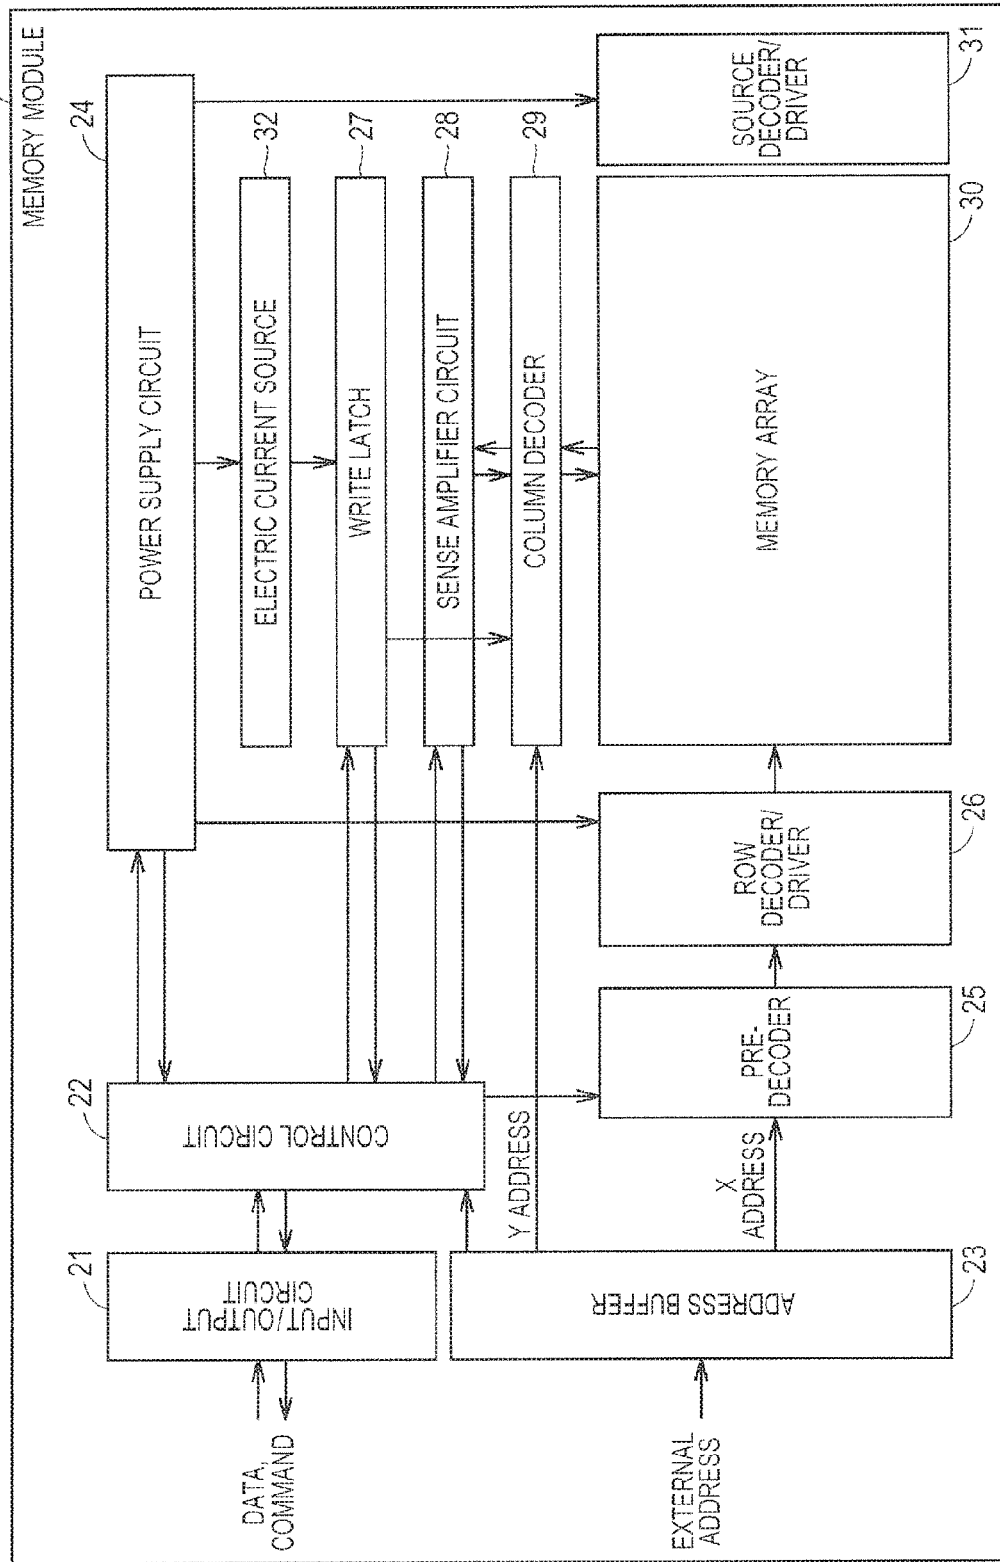 MEMORY MODULE
24
POWER SUPPLY CIRCUIT
32
ELECTRIC CURRENT SOURCE
27
WRITE LATCH
28
SENSE AMPLIFIER CIRCUIT
29
COLUMN DECODER
30
MEMORY ARRAY
31
SOURCE
DECODER/
DRIVER
26
ROW
DECODER/
DRIVER
25
PRE-
DECODER
22
CONTROL CIRCUIT
Y ADDRESS
X
ADDRESS
21
INPUT/OUTPUT
CIRCUIT
23
ADDRESS BUFFER
DATA,
COMMAND
EXTERNAL
ADDRESS